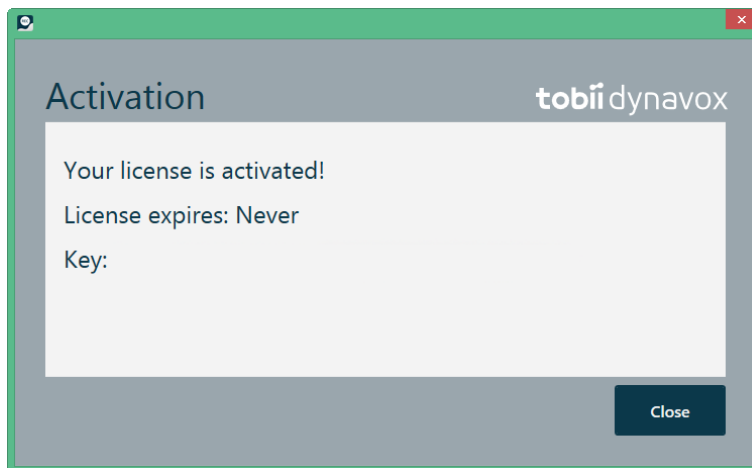 Activation
tobii dynavox
Your license is activated!
License expires: Never
Key:
Close